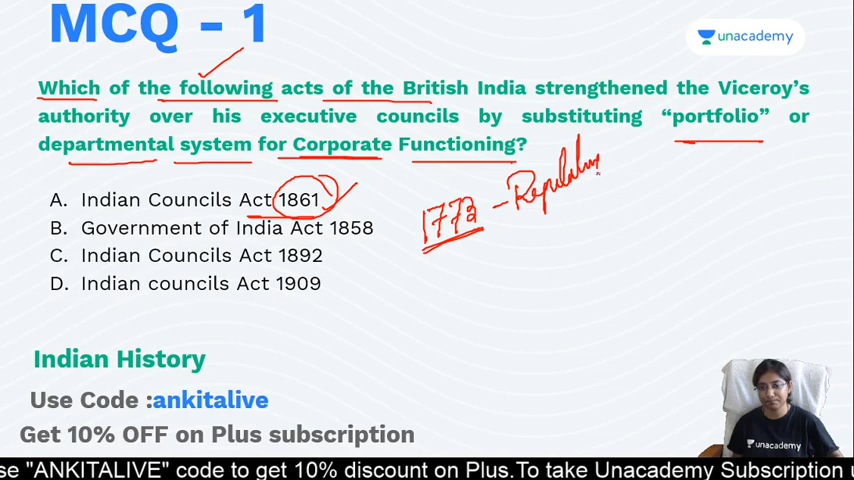 MCQ - 1
unacademy
Which of the following acts of the British India strengthened the Viceroy's
authority over his executive councils by substituting "portfolio" or
departmental system for Corporate Functioning?
A. Indian Councils Act 1861
B. Government of India Act 1858
C. Indian Councils Act 1892
D. Indian councils Act 1909
1773 - Regulating
Indian History
Use Code :ankitalive
Get 10% OFF on Plus subscription
unacademy
se "ANKITALIVE" code to get 10% discount on Plus.To take Unacademy Subscription u